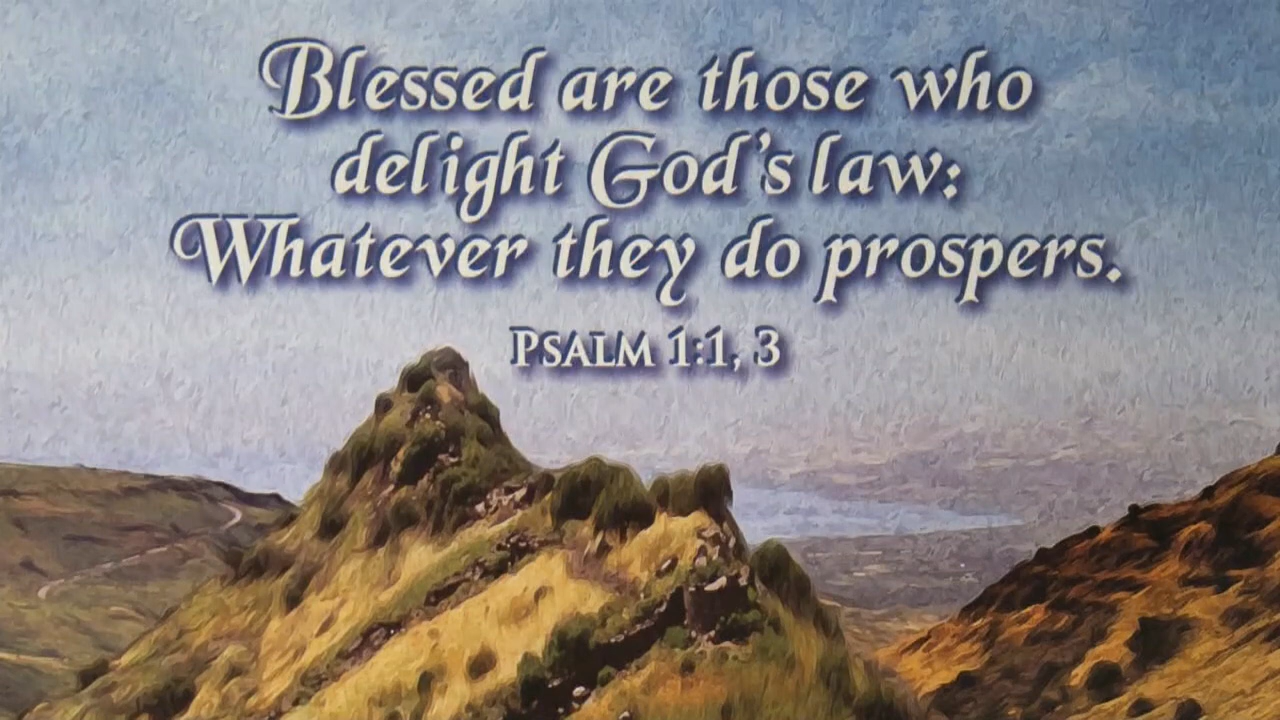 Blessed are those who
delight God's law:
Whatever they do prospers.
PSALM 1:1, 3